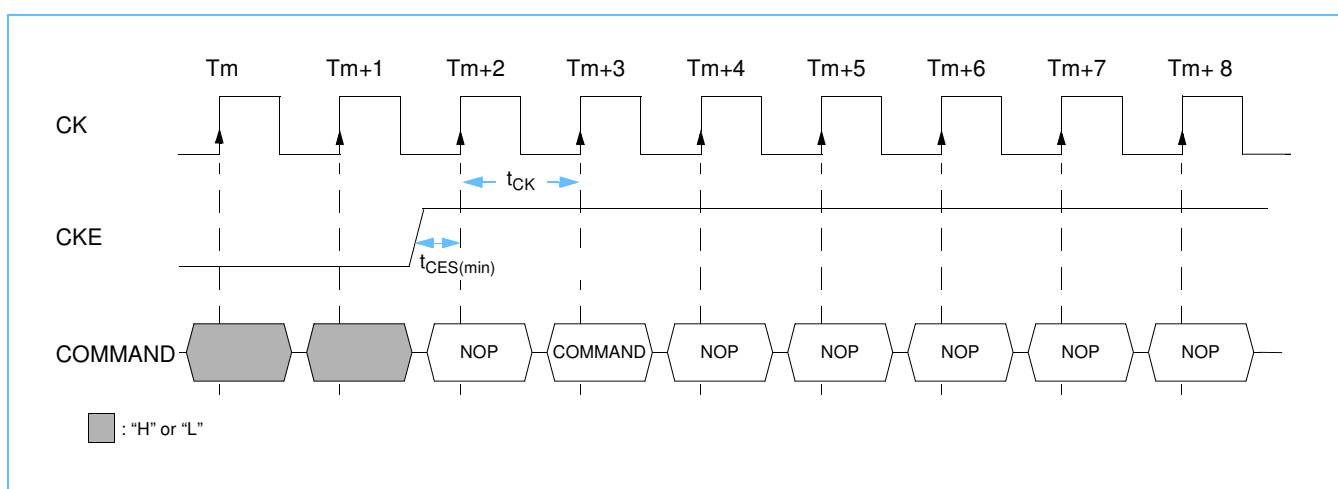 Tm Tm+1 Tm+2 Tm+3 Tm+4 Tm+5 Tm+6 Tm+7 Tm+ 8
CK
tCK
CKE
tCES(min)
COMMAND NOP COMMAND NOP NOP NOP NOP NOP
: “H” or “L”